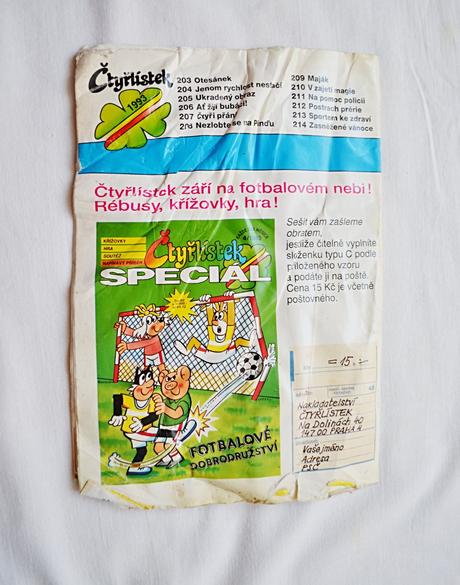 Čtyřlístek
1993
203 Otesánek
204 Jenom rychlost nestačí
205 Ukradený obraz
206 Ať žijí bubáci!
207 Čtyři přání
208 Nezlobte se na Pinďu
209 Maják
210 V zajetí magie
211 Na pomoc policii
212 Postrach prérie
213 Sportem ke zdraví
214 Zasněžené vánoce
Čtyřlístek září na fotbalovém nebi!
Rébusy, křížovky, hra!
KŘÍŽOVKY
HRA
SOUTĚŽ
NAPÍNAVÝ PŘÍBĚH
Čtyřlístek
SPECIÁL
FOTBALOVÉ
DOBRODRUŽSTVÍ
Sešit vám zašleme
obratem,
jestliže čitelně vyplníte
složenku typu C podle
přiloženého vzoru
a podáte ji na poště.
Cena 15 Kč je včetně
poštovného.
= 15.-
Nakladatelství
ČTYŘLÍSTEK
Na Dolinách 40
147 00 PRAHA 4
Vaše jméno
Adresa
PSČ